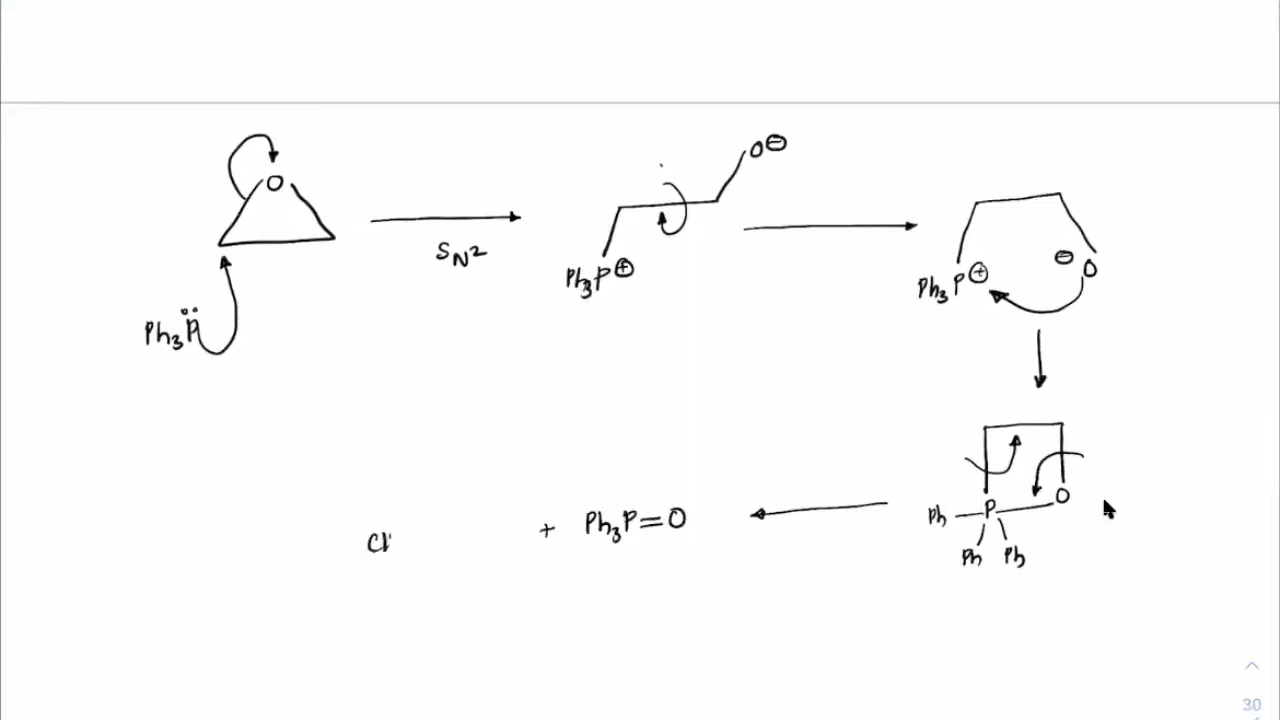 O
SN2
Ph3P̈
Ph3P⊕
O⊖
Ph3P⊕
⊖
O
P
O
Ph
Ph Ph
+ Ph3P=O
30